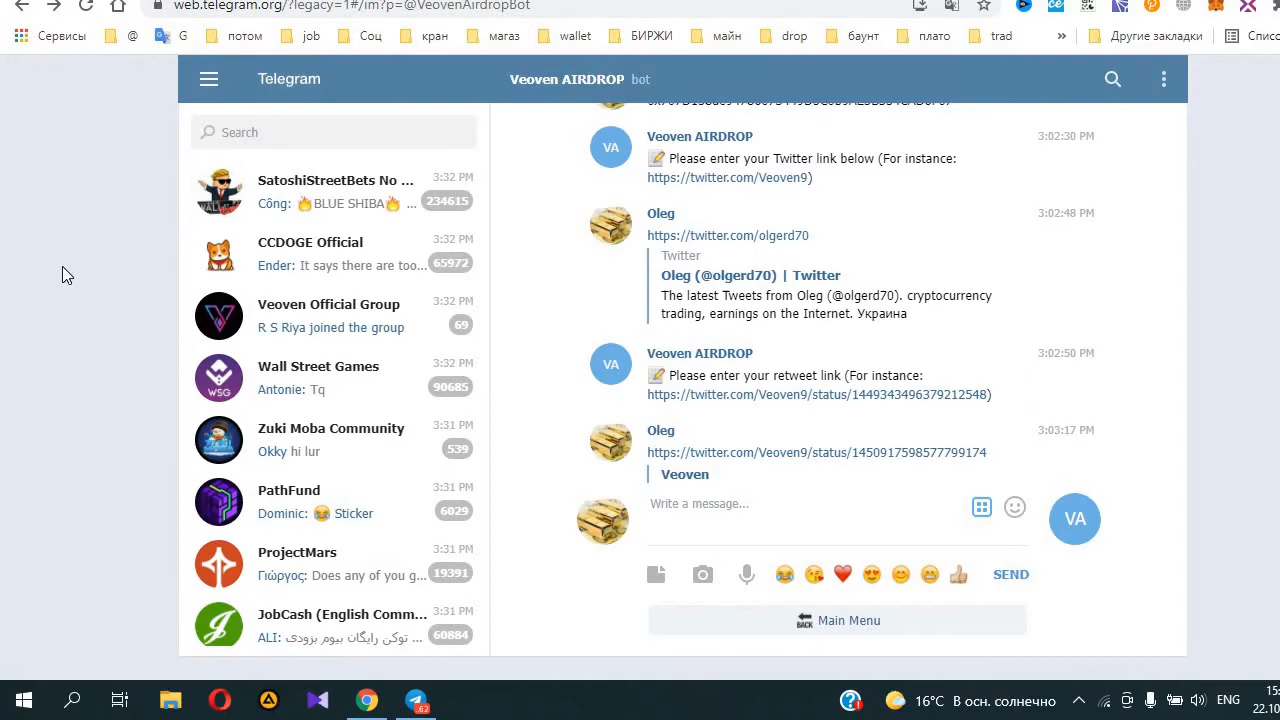 web.telegram.org/?legacy=1#/im?p=@VeovenAirdropBot
Сервисы @ G потом job Соц кран магаз wallet БИРЖИ майн drop баунт плато trad » Другие закладки Списо
Telegram
Veoven AIRDROP bot
Search
SatoshiStreetBets No ... 3:32 PM
Công: 🔥BLUE SHIBA🔥 ... 234615
CCDOGE Official 3:32 PM
Ender: It says there are too... 65972
Veoven Official Group 3:32 PM
R S Riya joined the group 69
Wall Street Games 3:32 PM
Antonie: Tq 90685
WSG
Zuki Moba Community 3:31 PM
Okky hi lur 539
PathFund 3:31 PM
Dominic: 😂 Sticker 6029
ProjectMars 3:31 PM
Γιώργος: Does any of you g... 19391
JobCash (English Comm... 3:31 PM
ALI: توکن رایگات بیوم بزودی ... 60884
VA
Veoven AIRDROP 3:02:30 PM
📝 Please enter your Twitter link below (For instance:
https://twitter.com/Veoven9)
Oleg 3:02:48 PM
https://twitter.com/olgerd70
Twitter
Oleg (@olgerd70) | Twitter
The latest Tweets from Oleg (@olgerd70). cryptocurrency
trading, earnings on the Internet. Украина
VA
Veoven AIRDROP 3:02:50 PM
📝 Please enter your retweet link (For instance:
https://twitter.com/Veoven9/status/1449343496379212548)
Oleg 3:03:17 PM
https://twitter.com/Veoven9/status/1450917598577799174
Veoven
Write a message...
VA
SEND
BACK Main Menu
62
16°C В осн. солнечно
ENG
15:
22.10